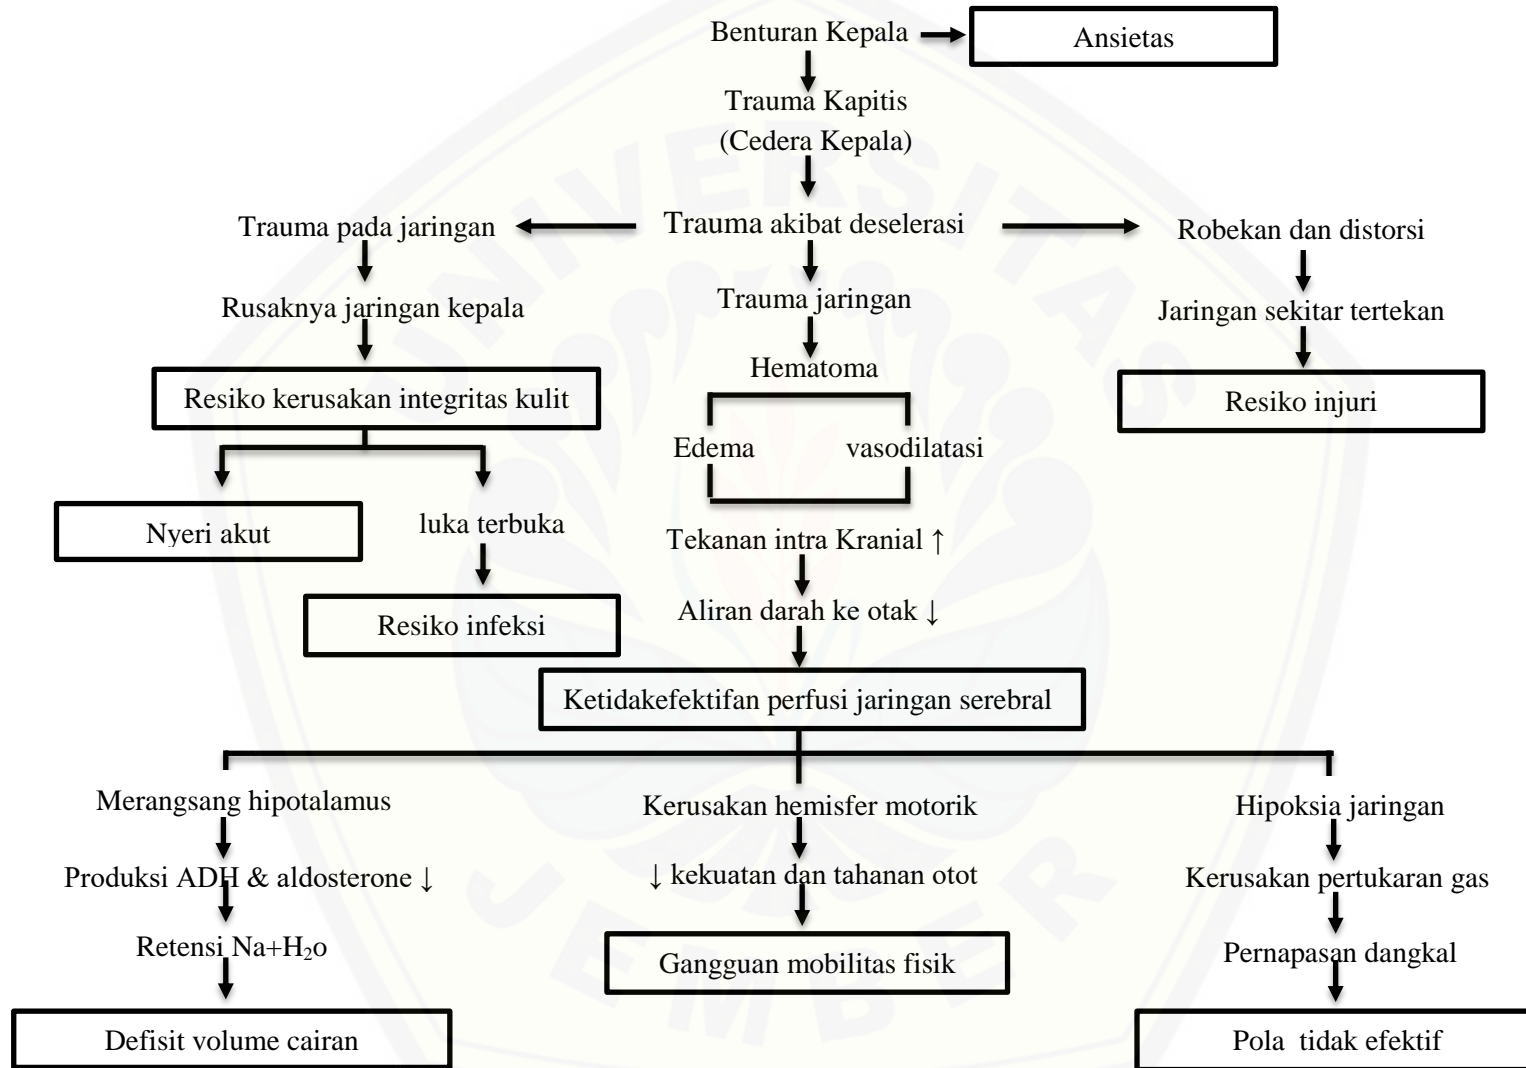 Benturan Kepala
Ansietas
Trauma Kapitis
(Cedera Kepala)
Trauma pada jaringan
Trauma akibat deselerasi
Robekan dan distorsi
Rusaknya jaringan kepala
Trauma jaringan
Jaringan sekitar tertekan
Hematoma
Resiko kerusakan integritas kulit
Resiko injuri
Edema
vasodilatasi
Nyeri akut
luka terbuka
Tekanan intra Kranial ↑
Resiko infeksi
Aliran darah ke otak ↓
Ketidakefektifan perfusi jaringan serebral
Merangsang hipotalamus
Kerusakan hemisfer motorik
Hipoksia jaringan
Produksi ADH & aldosterone ↓
↓ kekuatan dan tahanan otot
Kerusakan pertukaran gas
Retensi Na+H₂o
Gangguan mobilitas fisik
Pernapasan dangkal
Defisit volume cairan
Pola  tidak efektif
UNIVERSITAS
JEMBER